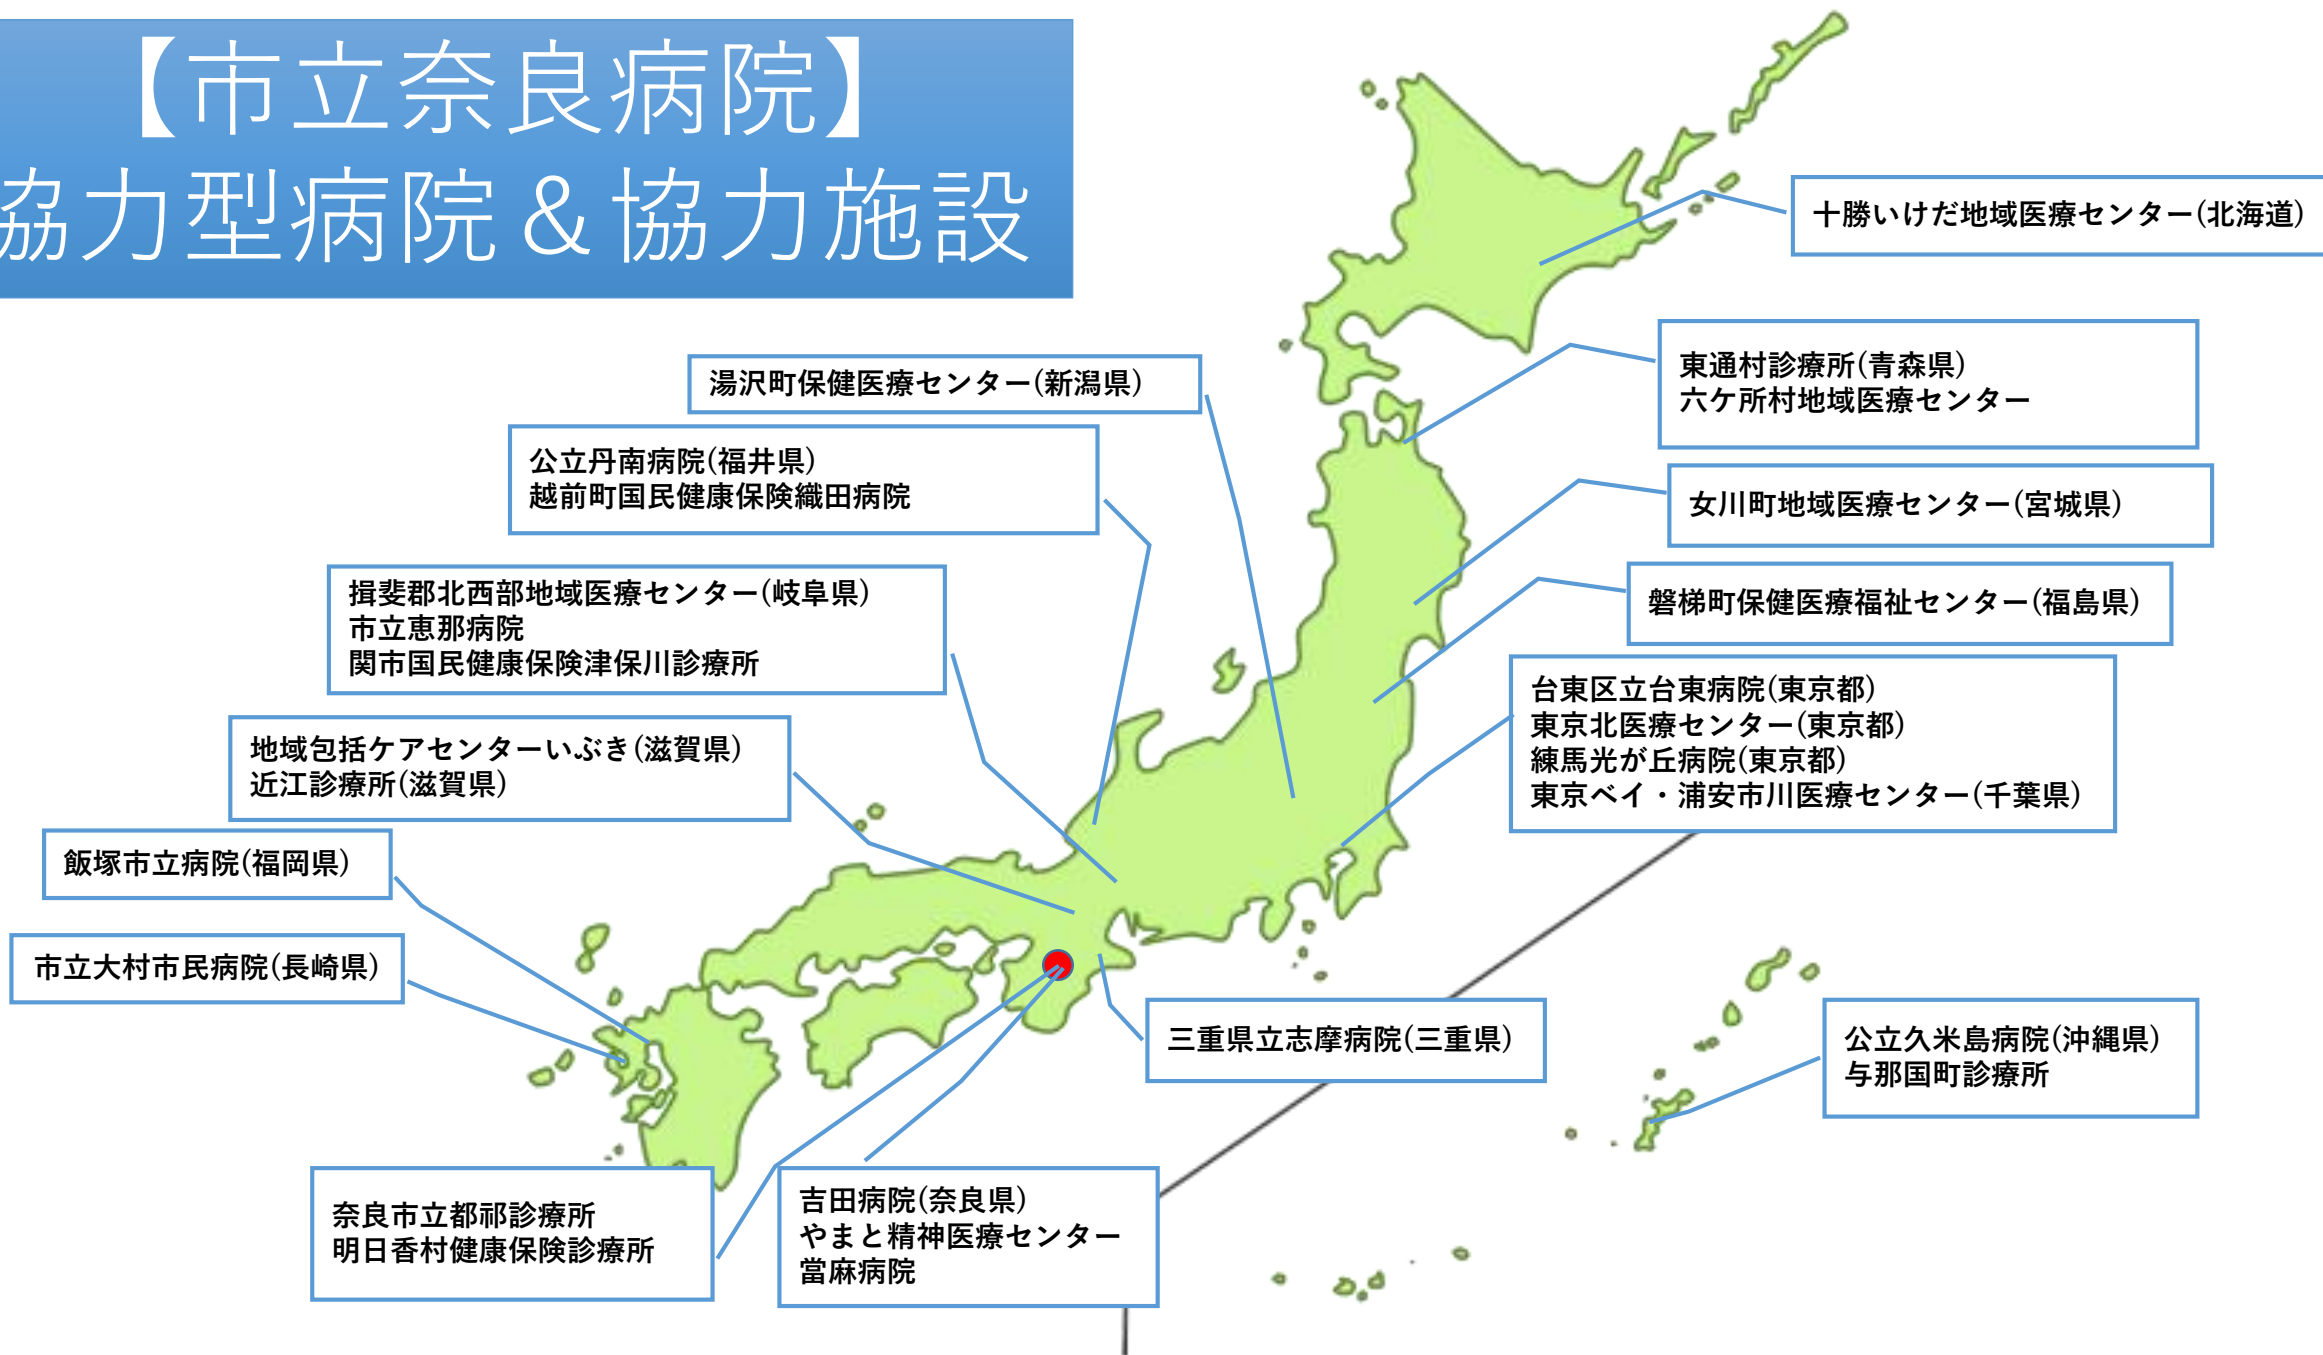 【市立奈良病院】
協力型病院＆協力施設
十勝いけだ地域医療センター(北海道)
東通村診療所(青森県)
六ケ所村地域医療センター
湯沢町保健医療センター(新潟県)
公立丹南病院(福井県)
越前町国民健康保険織田病院
女川町地域医療センター(宮城県)
揖斐郡北西部地域医療センター(岐阜県)
市立恵那病院
関市国民健康保険津保川診療所
磐梯町保健医療福祉センター(福島県)
台東区立台東病院(東京都)
東京北医療センター(東京都)
練馬光が丘病院(東京都)
東京ベイ・浦安市川医療センター(千葉県)
地域包括ケアセンターいぶき(滋賀県)
近江診療所(滋賀県)
飯塚市立病院(福岡県)
市立大村市民病院(長崎県)
三重県立志摩病院(三重県)
公立久米島病院(沖縄県)
与那国町診療所
奈良市立都祁診療所
明日香村健康保険診療所
吉田病院(奈良県)
やまと精神医療センター
當麻病院